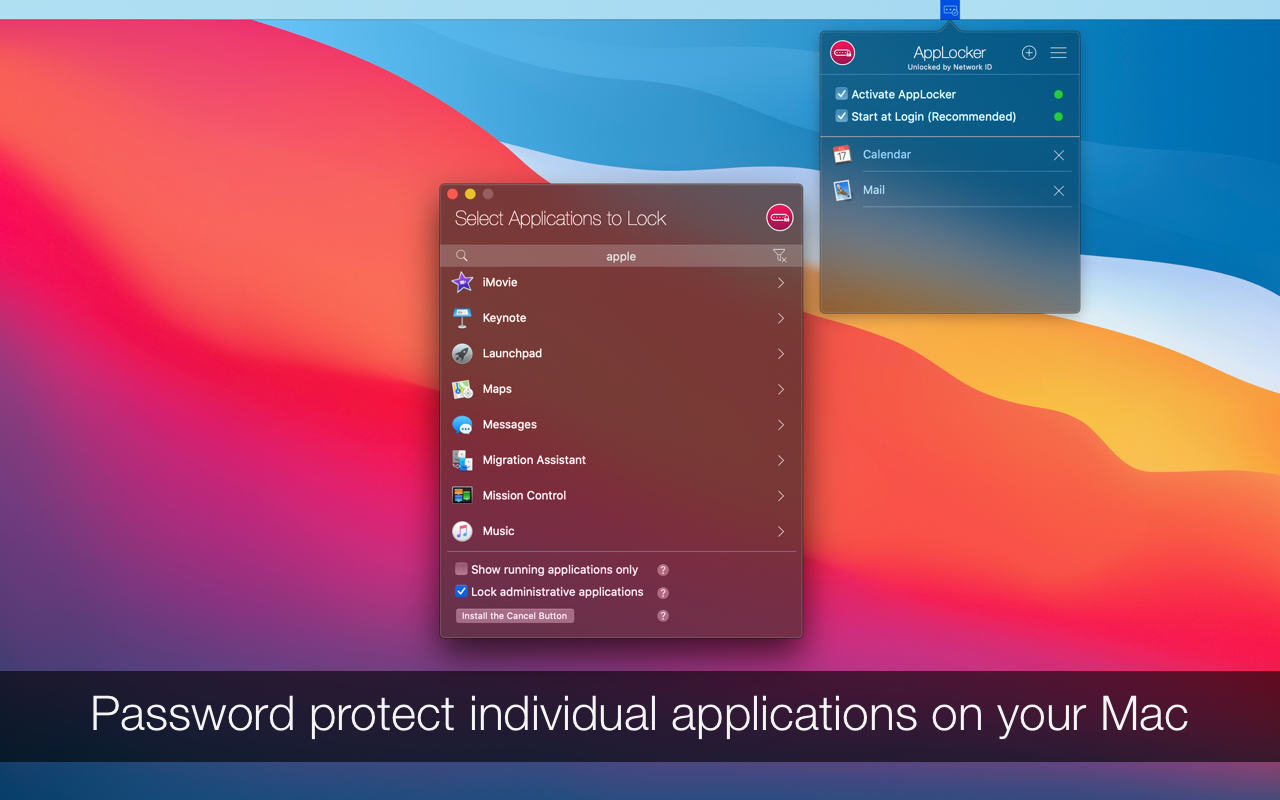 AppLocker
Unlocked by Network ID
Activate AppLocker
Start at Login (Recommended)
17
Calendar
Mail
Select Applications to Lock
apple
iMovie
Keynote
Launchpad
Maps
Messages
Migration Assistant
Mission Control
Music
Show running applications only ?
Lock administrative applications ?
Install the Cancel Button ?
Password protect individual applications on your Mac